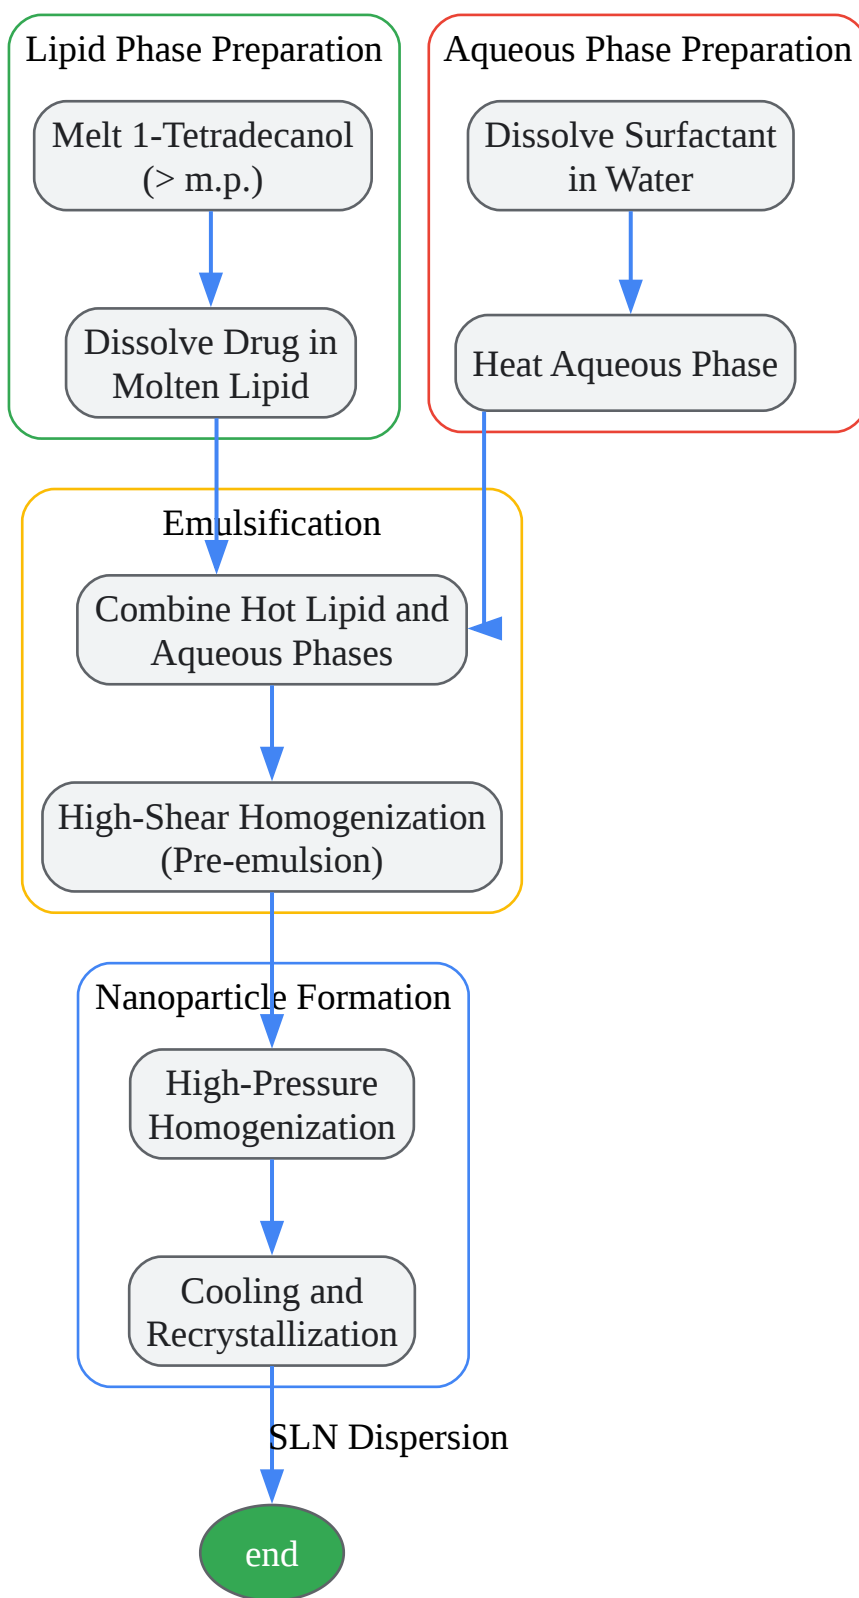 Lipid Phase Preparation
Melt 1-Tetradecanol
(> m.p.)
Dissolve Drug in
Molten Lipid
Aqueous Phase Preparation
Dissolve Surfactant
in Water
Heat Aqueous Phase
Emulsification
Combine Hot Lipid and
Aqueous Phases
High-Shear Homogenization
(Pre-emulsion)
Nanoparticle Formation
High-Pressure
Homogenization
Cooling and
Recrystallization
SLN Dispersion
end